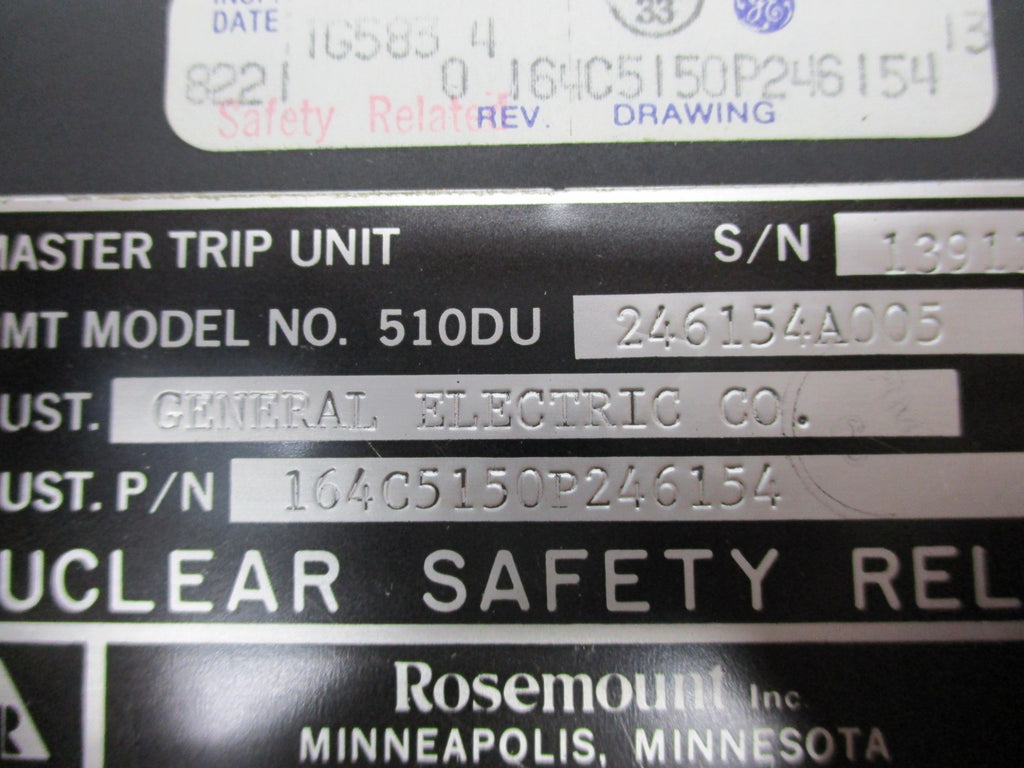 DATE
1G583 4
33
13
8221 0 164C5150P246154
Safety Related REV. DRAWING
MASTER TRIP UNIT S/N 13911
MT MODEL NO. 510DU 246154A005
UST. GENERAL ELECTRIC CO.
UST. P/N 164C5150P246154
UCLEAR SAFETY REL
Rosemount Inc.
MINNEAPOLIS, MINNESOTA